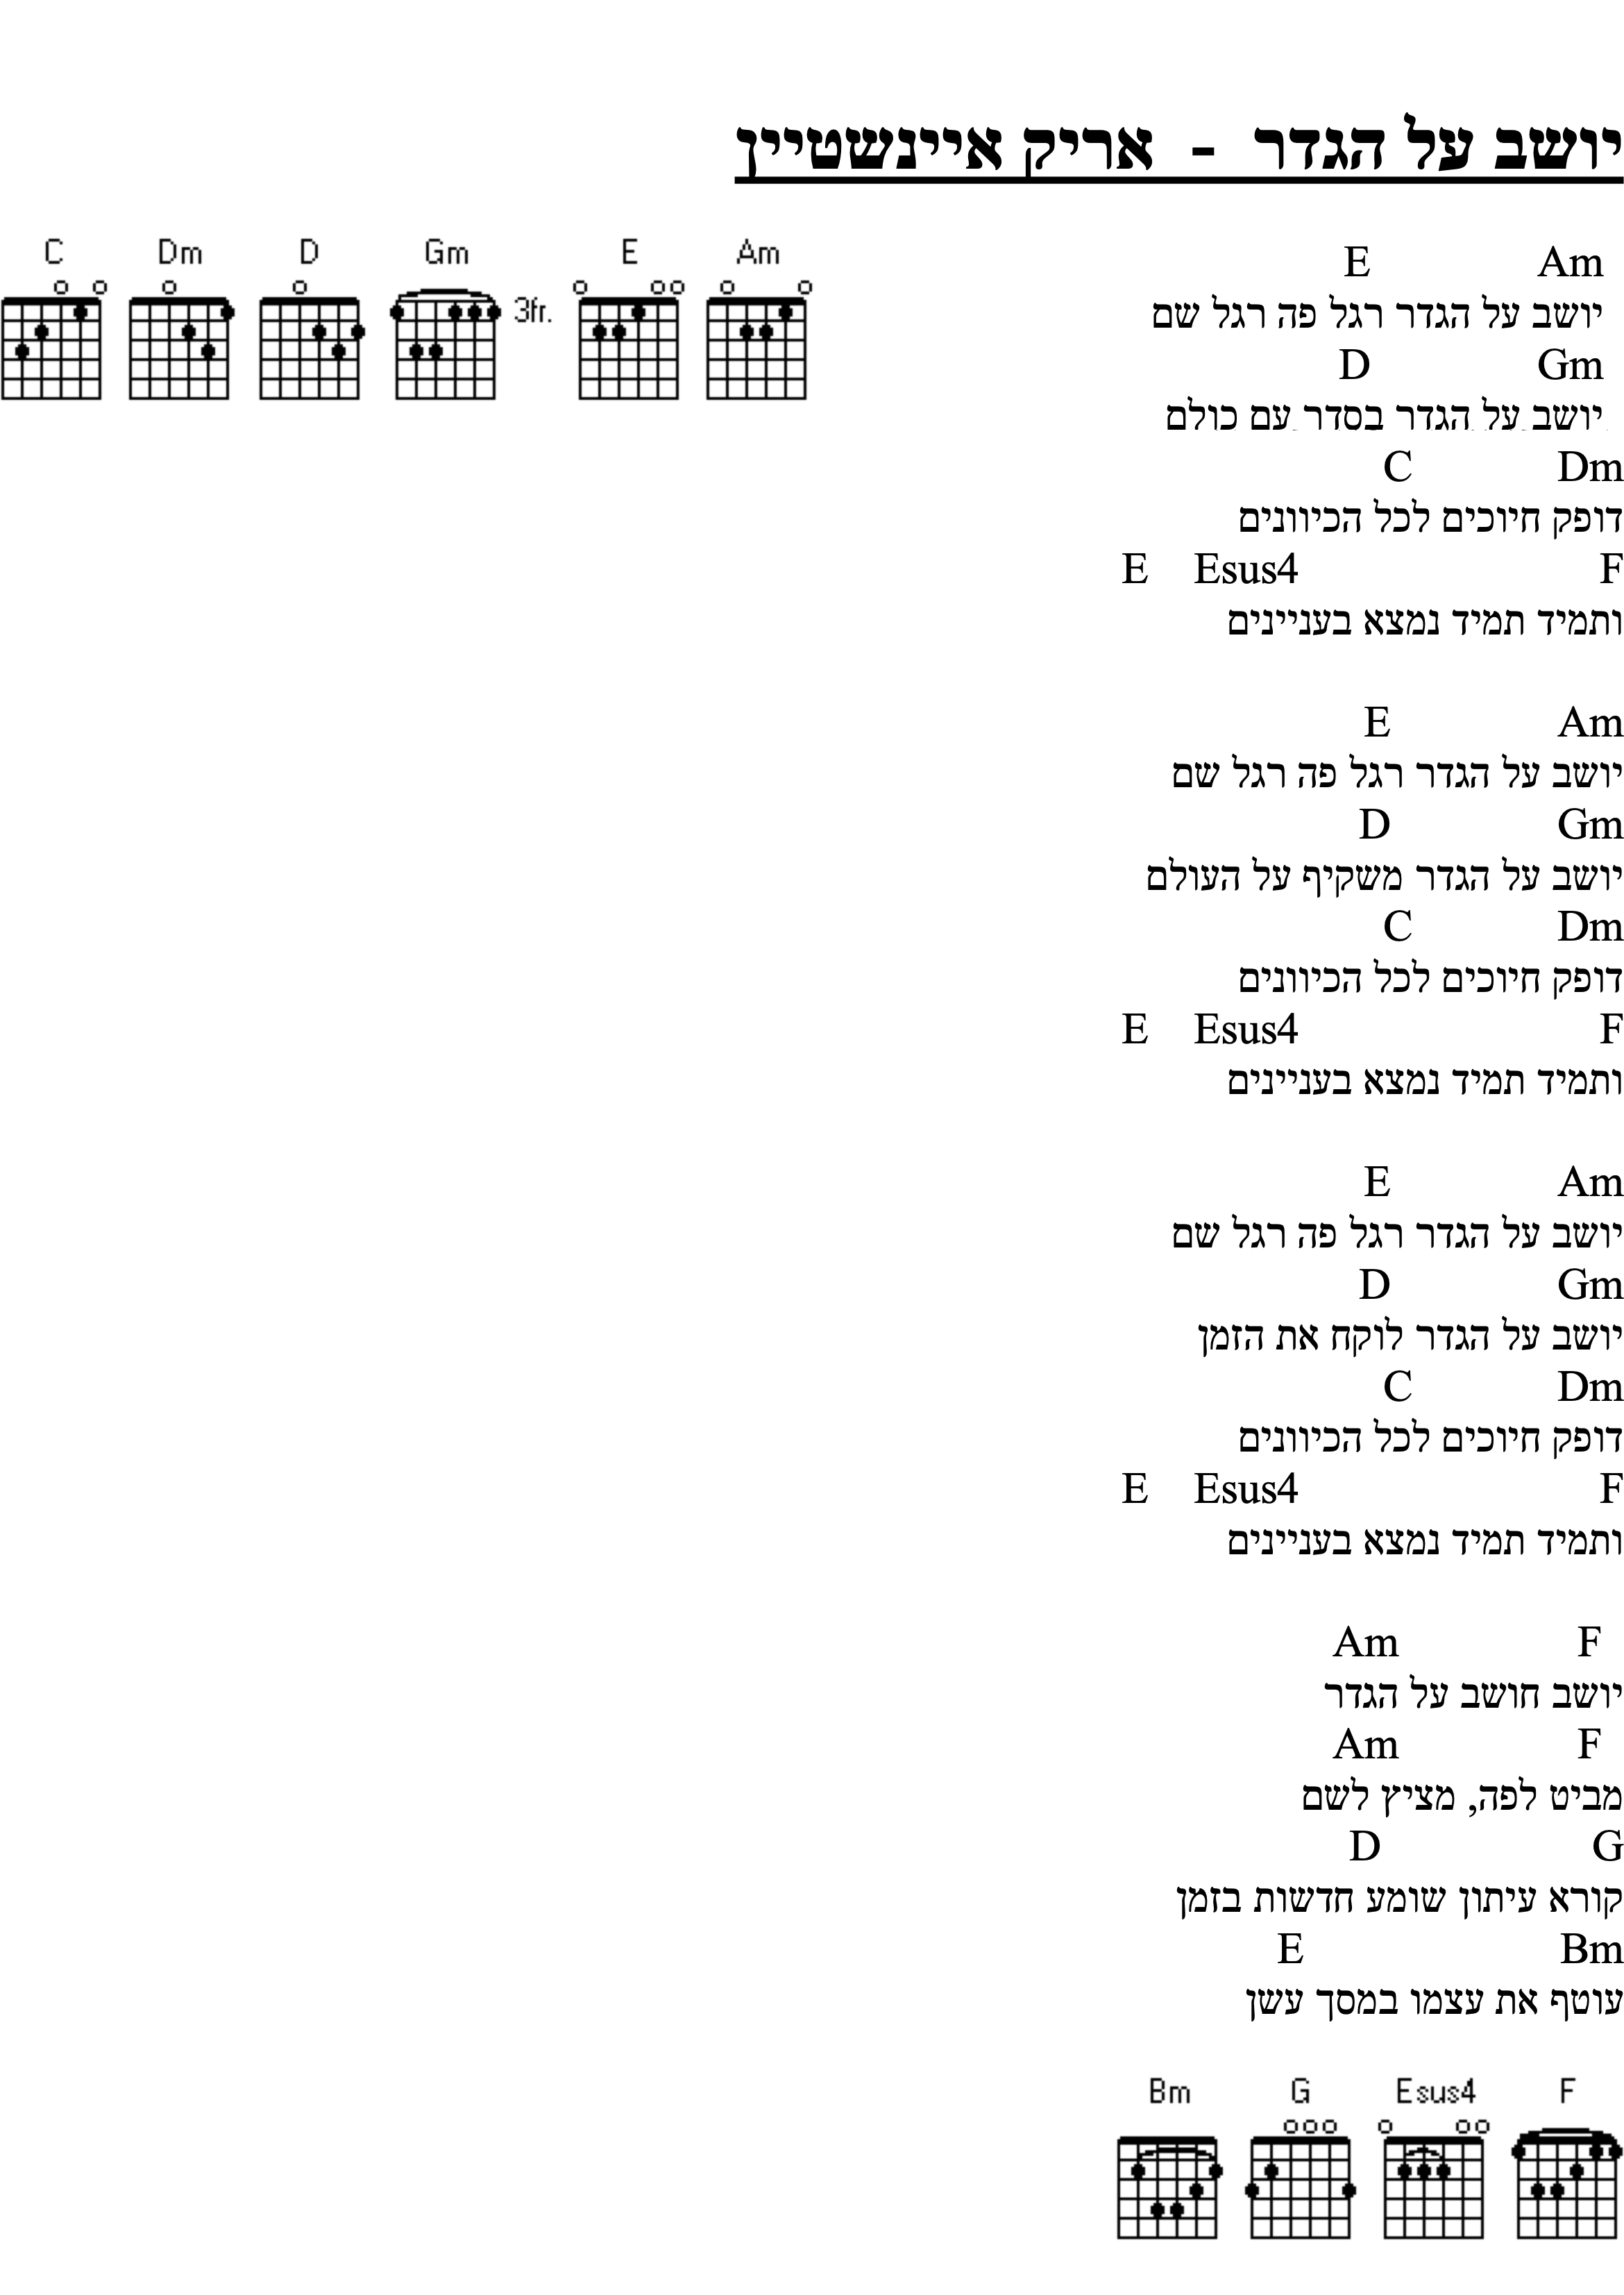 יושב על הגדר - אריק איינשטיין
C Dm D Gm E Am
3fr.
E Am
יושב על הגדר רגל פה רגל שם
D Gm
יושב על הגדר בסדר עם כולם
C Dm
דופק חיוכים לכל הכיוונים
E Esus4 F
ותמיד תמיד נמצא בעניינים
E Am
יושב על הגדר רגל פה רגל שם
D Gm
יושב על הגדר משקיף על העולם
C Dm
דופק חיוכים לכל הכיוונים
E Esus4 F
ותמיד תמיד נמצא בעניינים
E Am
יושב על הגדר רגל פה רגל שם
D Gm
יושב על הגדר לוקח את הזמן
C Dm
דופק חיוכים לכל הכיוונים
E Esus4 F
ותמיד תמיד נמצא בעניינים
Am F
יושב חושב על הגדר
Am F
מביט לפה, מציץ לשם
D G
קורא עיתון שומע חדשות בזמן
E Bm
עוטף את עצמו במסך עשן
Bm G Esus4 F